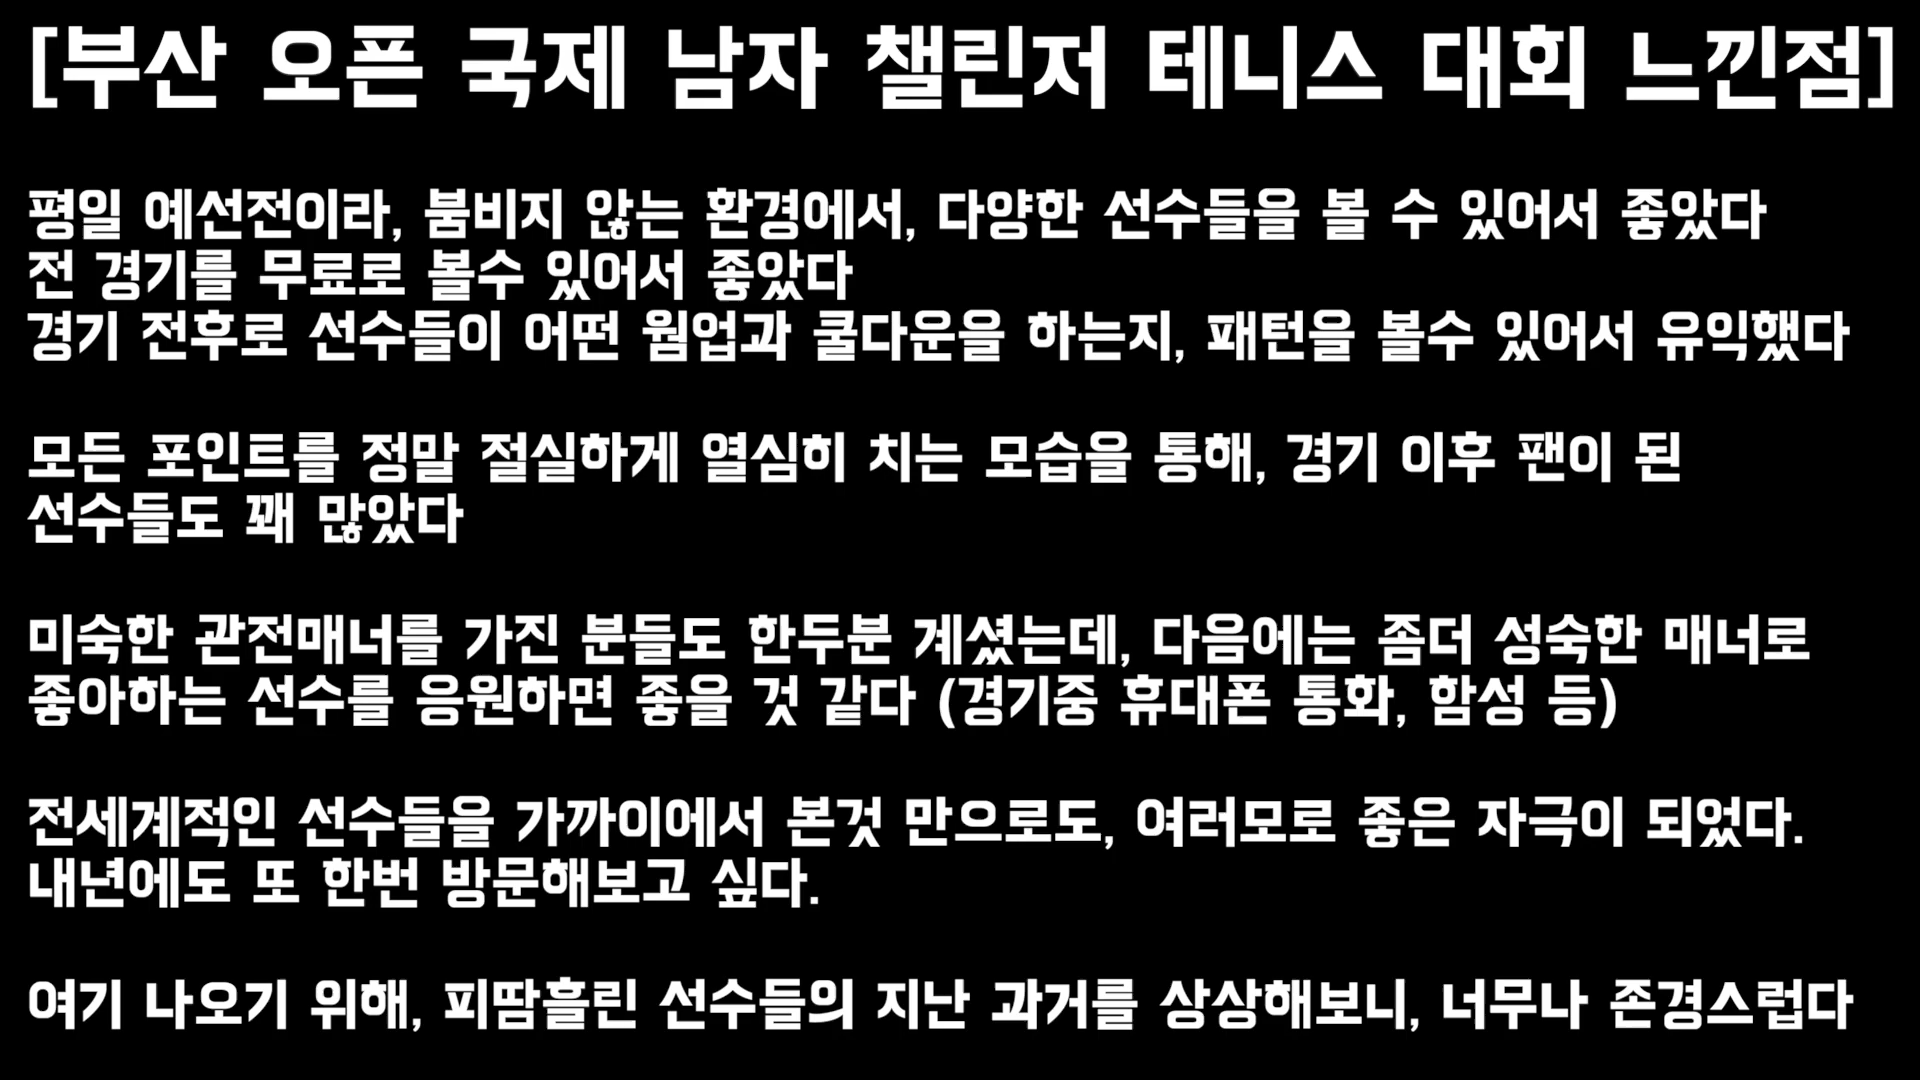 [부산 오픈 국제 남자 챌린저 테니스 대회 느낀점]
평일 예선전이라, 붐비지 않는 환경에서, 다양한 선수들을 볼 수 있어서 좋았다
전 경기를 무료로 볼수 있어서 좋았다
경기 전후로 선수들이 어떤 웜업과 쿨다운을 하는지, 패턴을 볼수 있어서 유익했다
모든 포인트를 정말 절실하게 열심히 치는 모습을 통해, 경기 이후 팬이 된
선수들도 꽤 많았다
미숙한 관전매너를 가진 분들도 한두분 계셨는데, 다음에는 좀더 성숙한 매너로
좋아하는 선수를 응원하면 좋을 것 같다 (경기중 휴대폰 통화, 함성 등)
전세계적인 선수들을 가까이에서 본것 만으로도, 여러모로 좋은 자극이 되었다.
내년에도 또 한번 방문해보고 싶다.
여기 나오기 위해, 피땀흘린 선수들의 지난 과거를 상상해보니, 너무나 존경스럽다